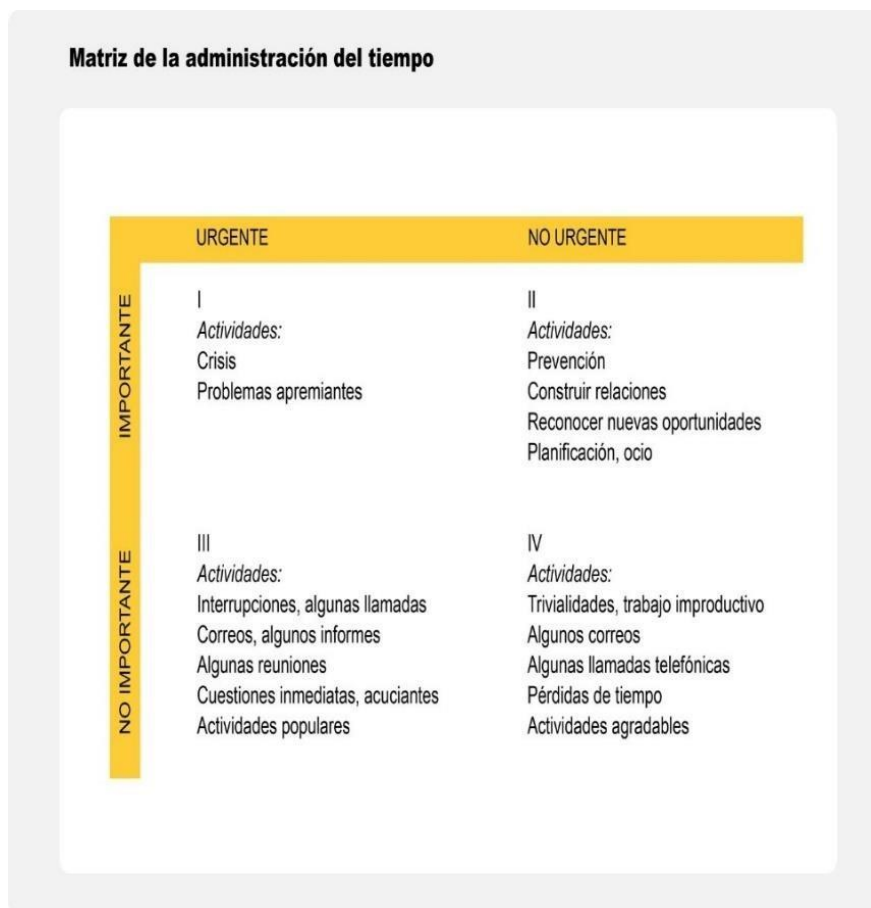 Matriz de la administración del tiempo
URGENTE
NO URGENTE
IMPORTANTE
I
Actividades:
Crisis
Problemas apremiantes
II
Actividades:
Prevención
Construir relaciones
Reconocer nuevas oportunidades
Planificación, ocio
NO IMPORTANTE
III
Actividades:
Interrupciones, algunas llamadas
Correos, algunos informes
Algunas reuniones
Cuestiones inmediatas, acuciantes
Actividades populares
IV
Actividades:
Trivialidades, trabajo improductivo
Algunos correos
Algunas llamadas telefónicas
Pérdidas de tiempo
Actividades agradables